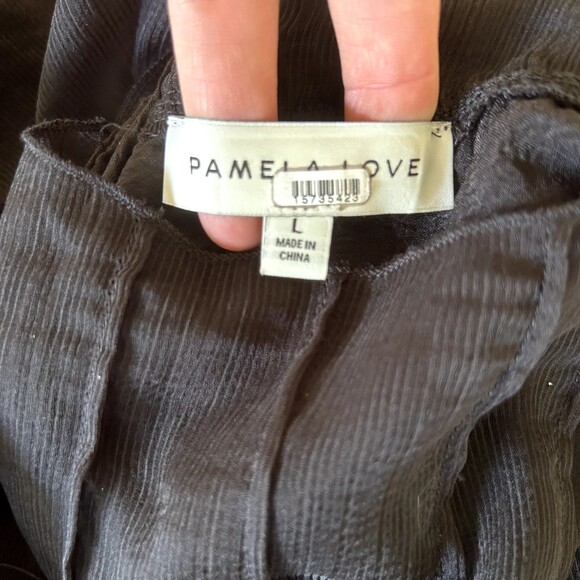 PAMELA LOVE
15735423
L
MADE IN
CHINA